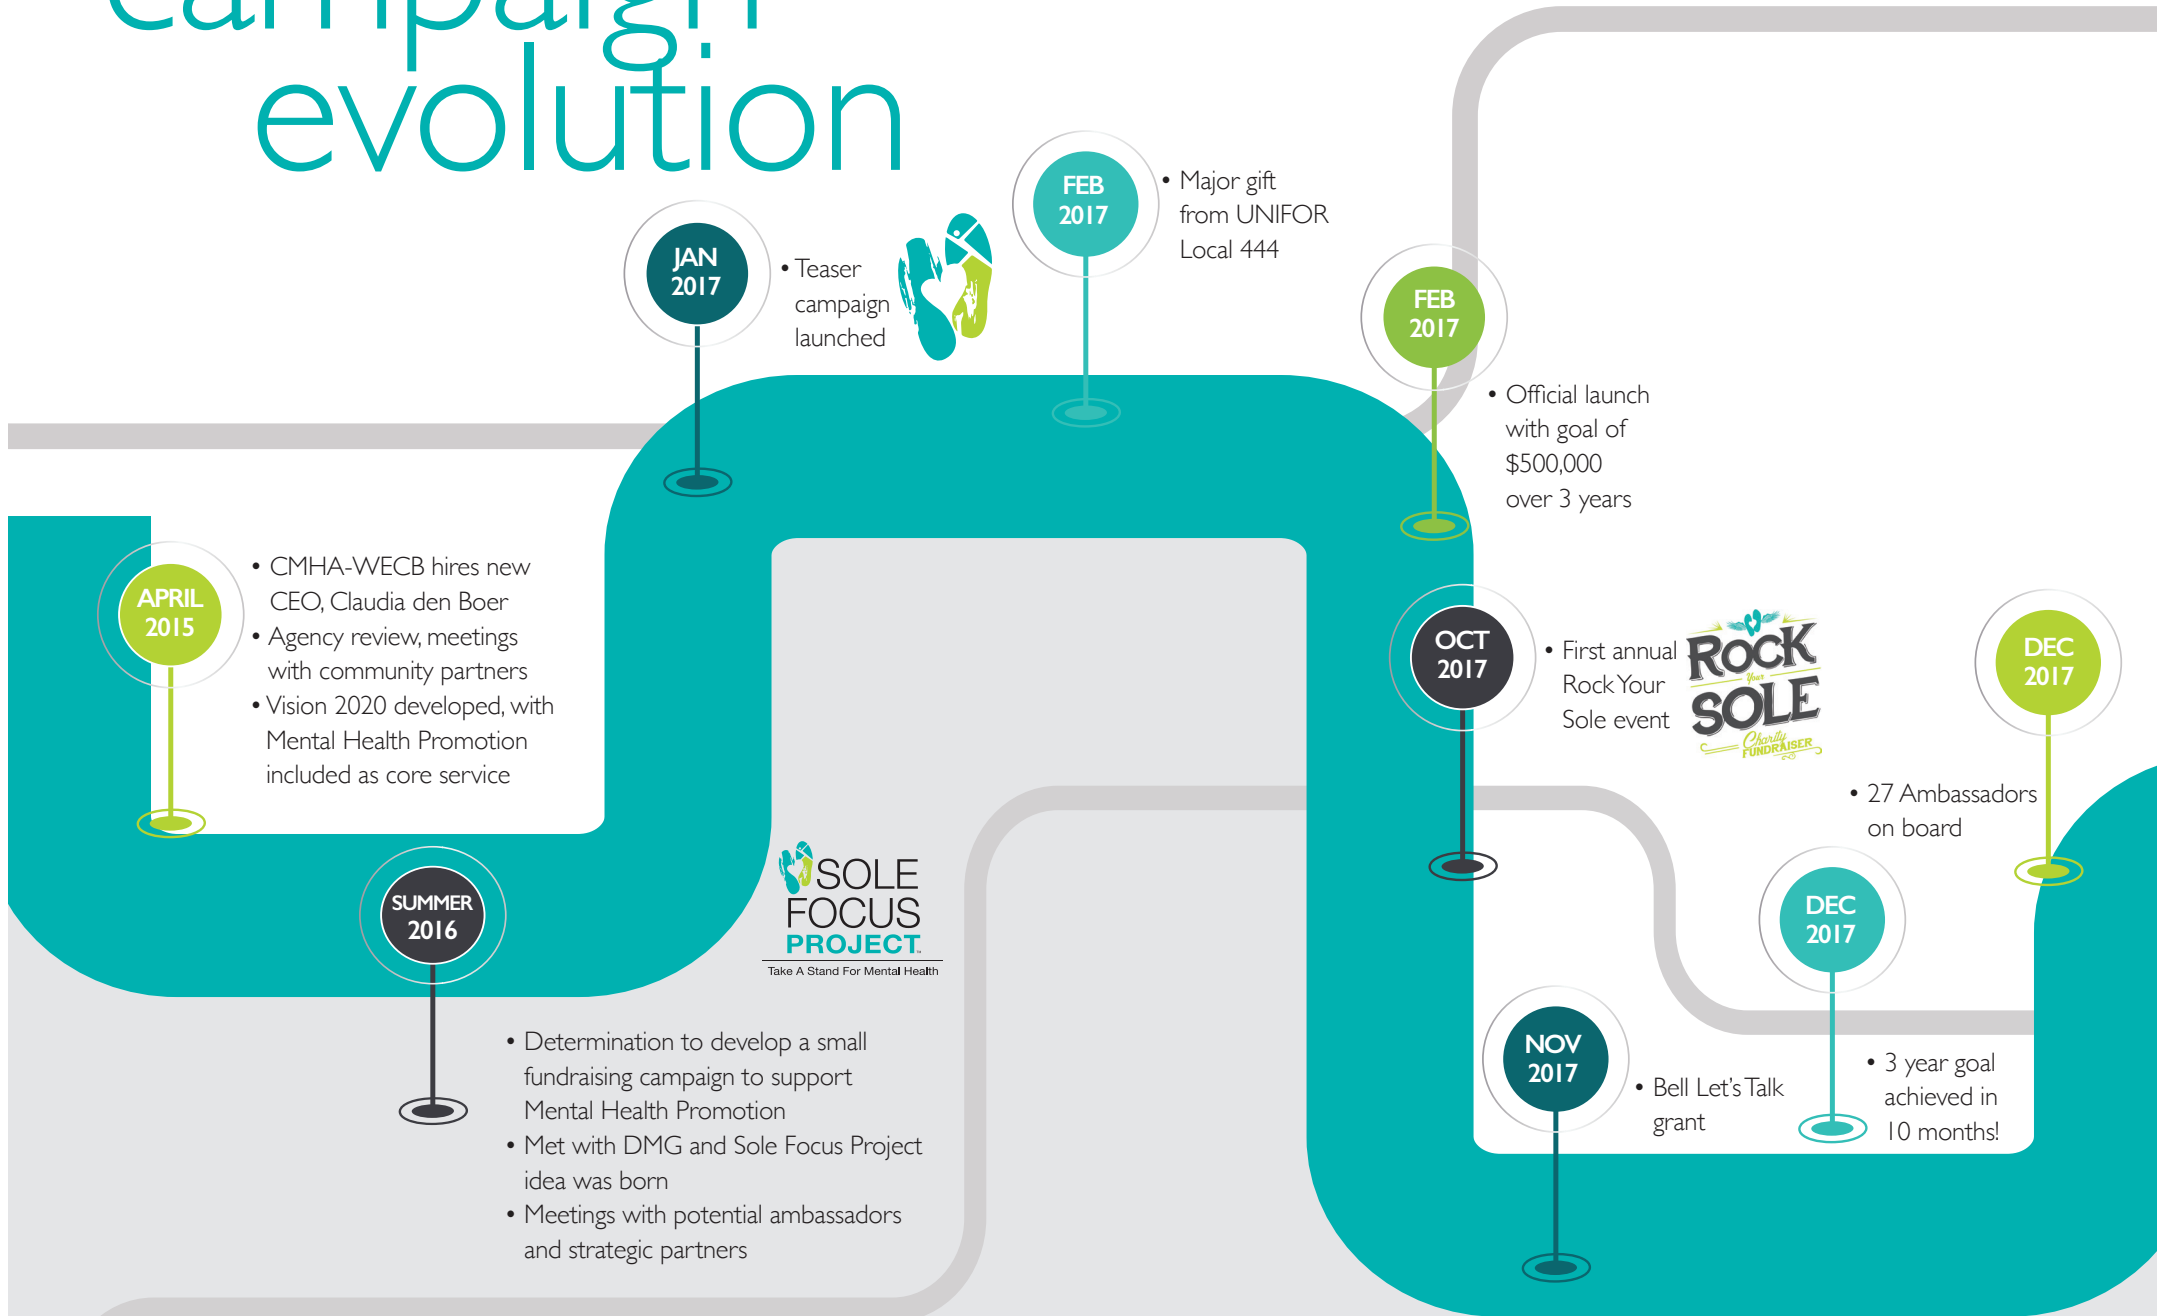 campaign
evolution
APRIL
2015
• CMHA-WECB hires new
CEO, Claudia den Boer
• Agency review, meetings
with community partners
• Vision 2020 developed, with
Mental Health Promotion
included as core service
SUMMER
2016
• Determination to develop a small
fundraising campaign to support
Mental Health Promotion
• Met with DMG and Sole Focus Project
idea was born
• Meetings with potential ambassadors
and strategic partners
SOLE
FOCUS
PROJECT™
Take A Stand For Mental Health
JAN
2017
• Teaser
campaign
launched
FEB
2017
• Major gift
from UNIFOR
Local 444
FEB
2017
• Official launch
with goal of
$500,000
over 3 years
OCT
2017
• First annual
Rock Your
Sole event
ROCK
Your
SOLE
Charity
FUNDRAISER
NOV
2017
• Bell Let's Talk
grant
DEC
2017
• 3 year goal
achieved in
10 months!
DEC
2017
• 27 Ambassadors
on board